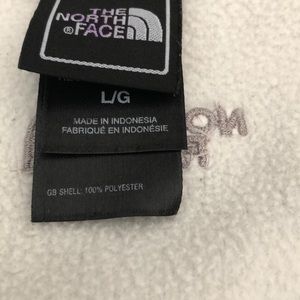 THE
NORTH
FACE
L/G
MADE IN INDONESIA
FABRIQUÉ EN INDONÉSIE
GB SHELL: 100% POLYESTER